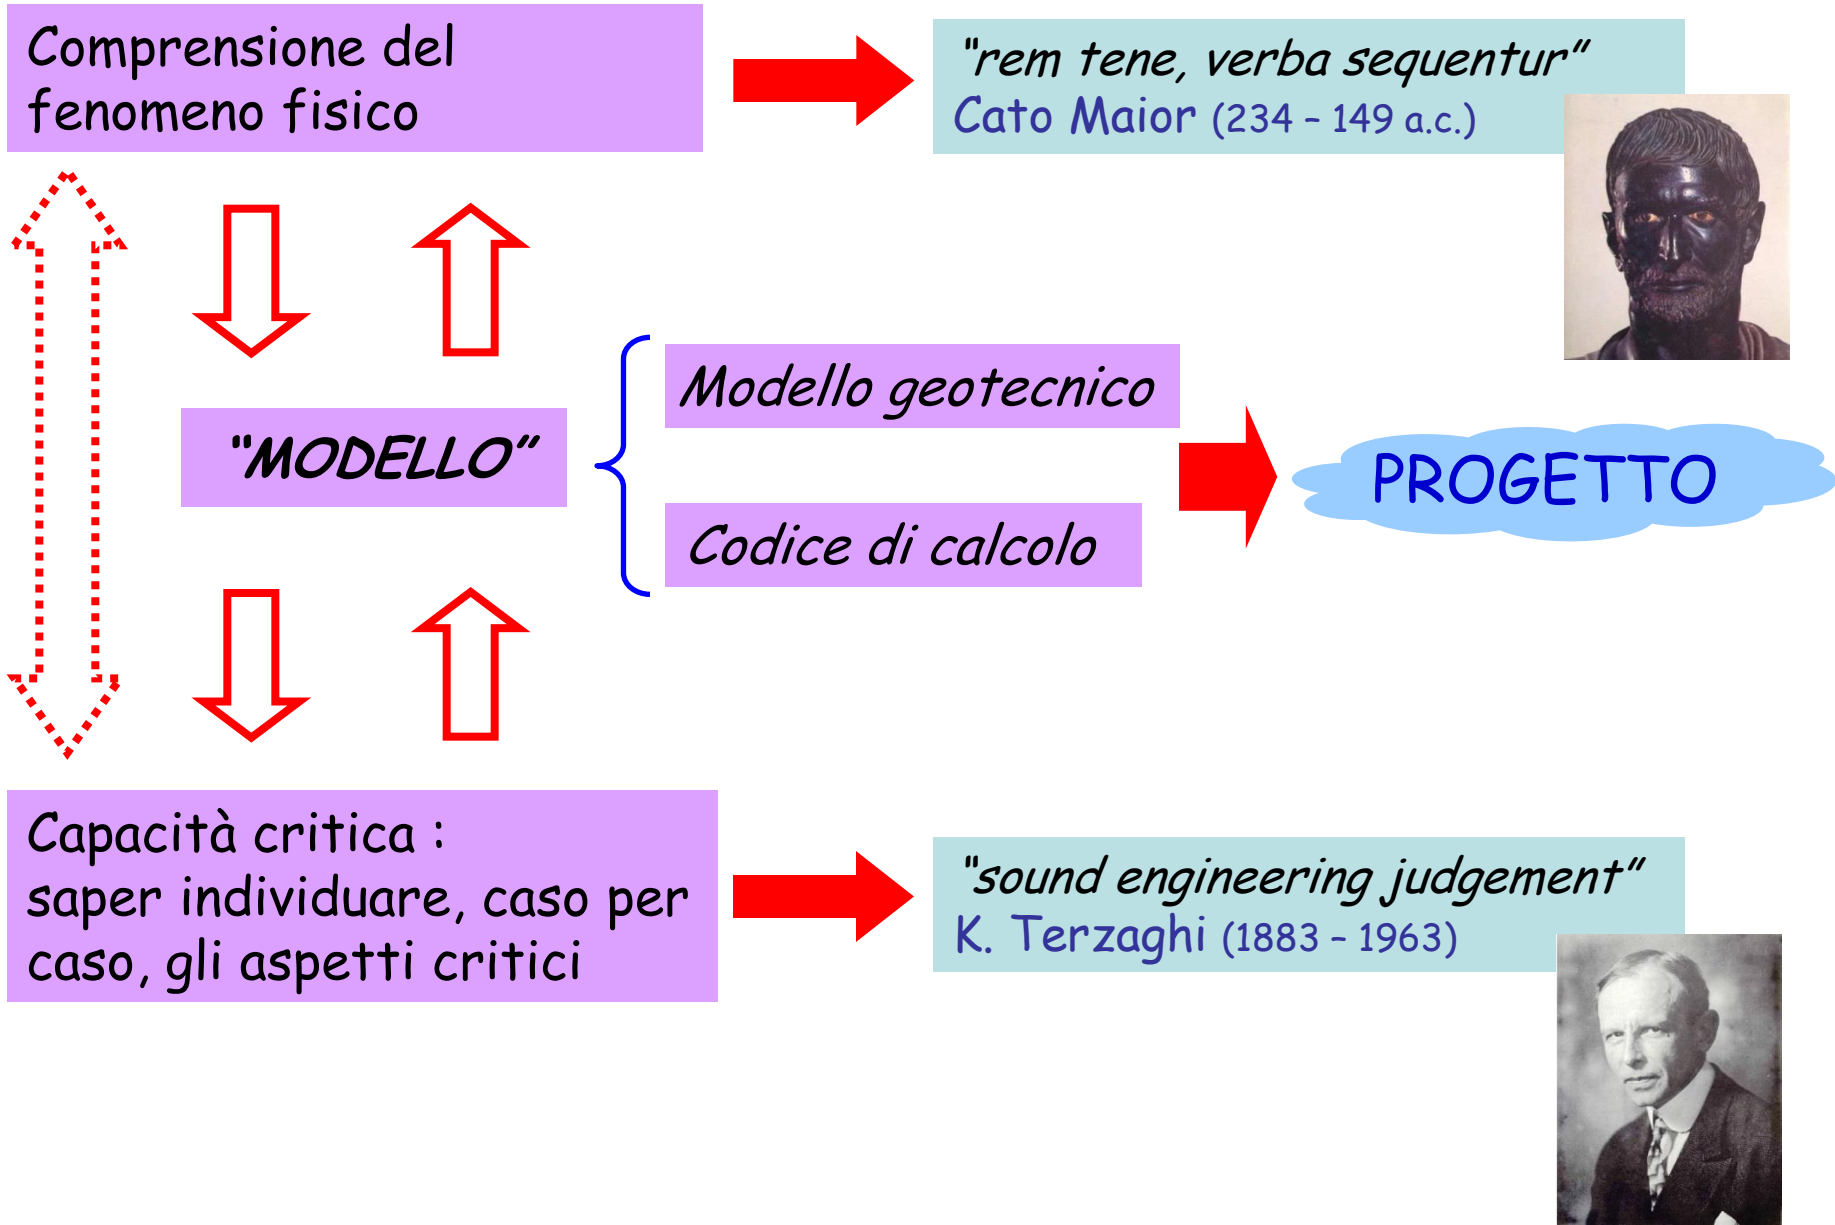 Comprensione del
fenomeno fisico
“rem tene, verba sequentur”
Cato Maior (234 – 149 a.c.)
“MODELLO”
Modello geotecnico
Codice di calcolo
PROGETTO
Capacità critica :
saper individuare, caso per
caso, gli aspetti critici
“sound engineering judgement”
K. Terzaghi (1883 – 1963)